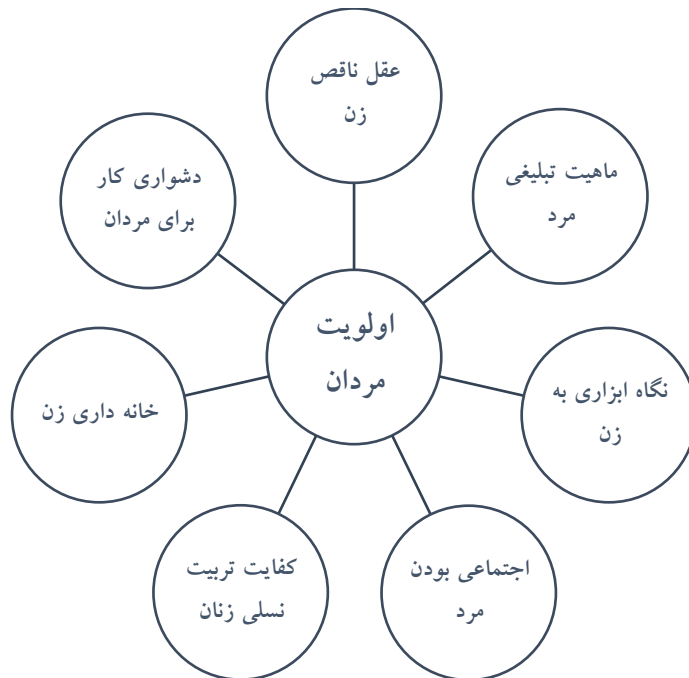 عقل ناقص
زن
ماهیت تبلیغی
مرد
دشواری کار
برای مردان
اولویت
مردان
نگاه ابزاری به
زن
خانه داری زن
اجتماعی بودن
مرد
کفایت تربیت
نسلی زنان